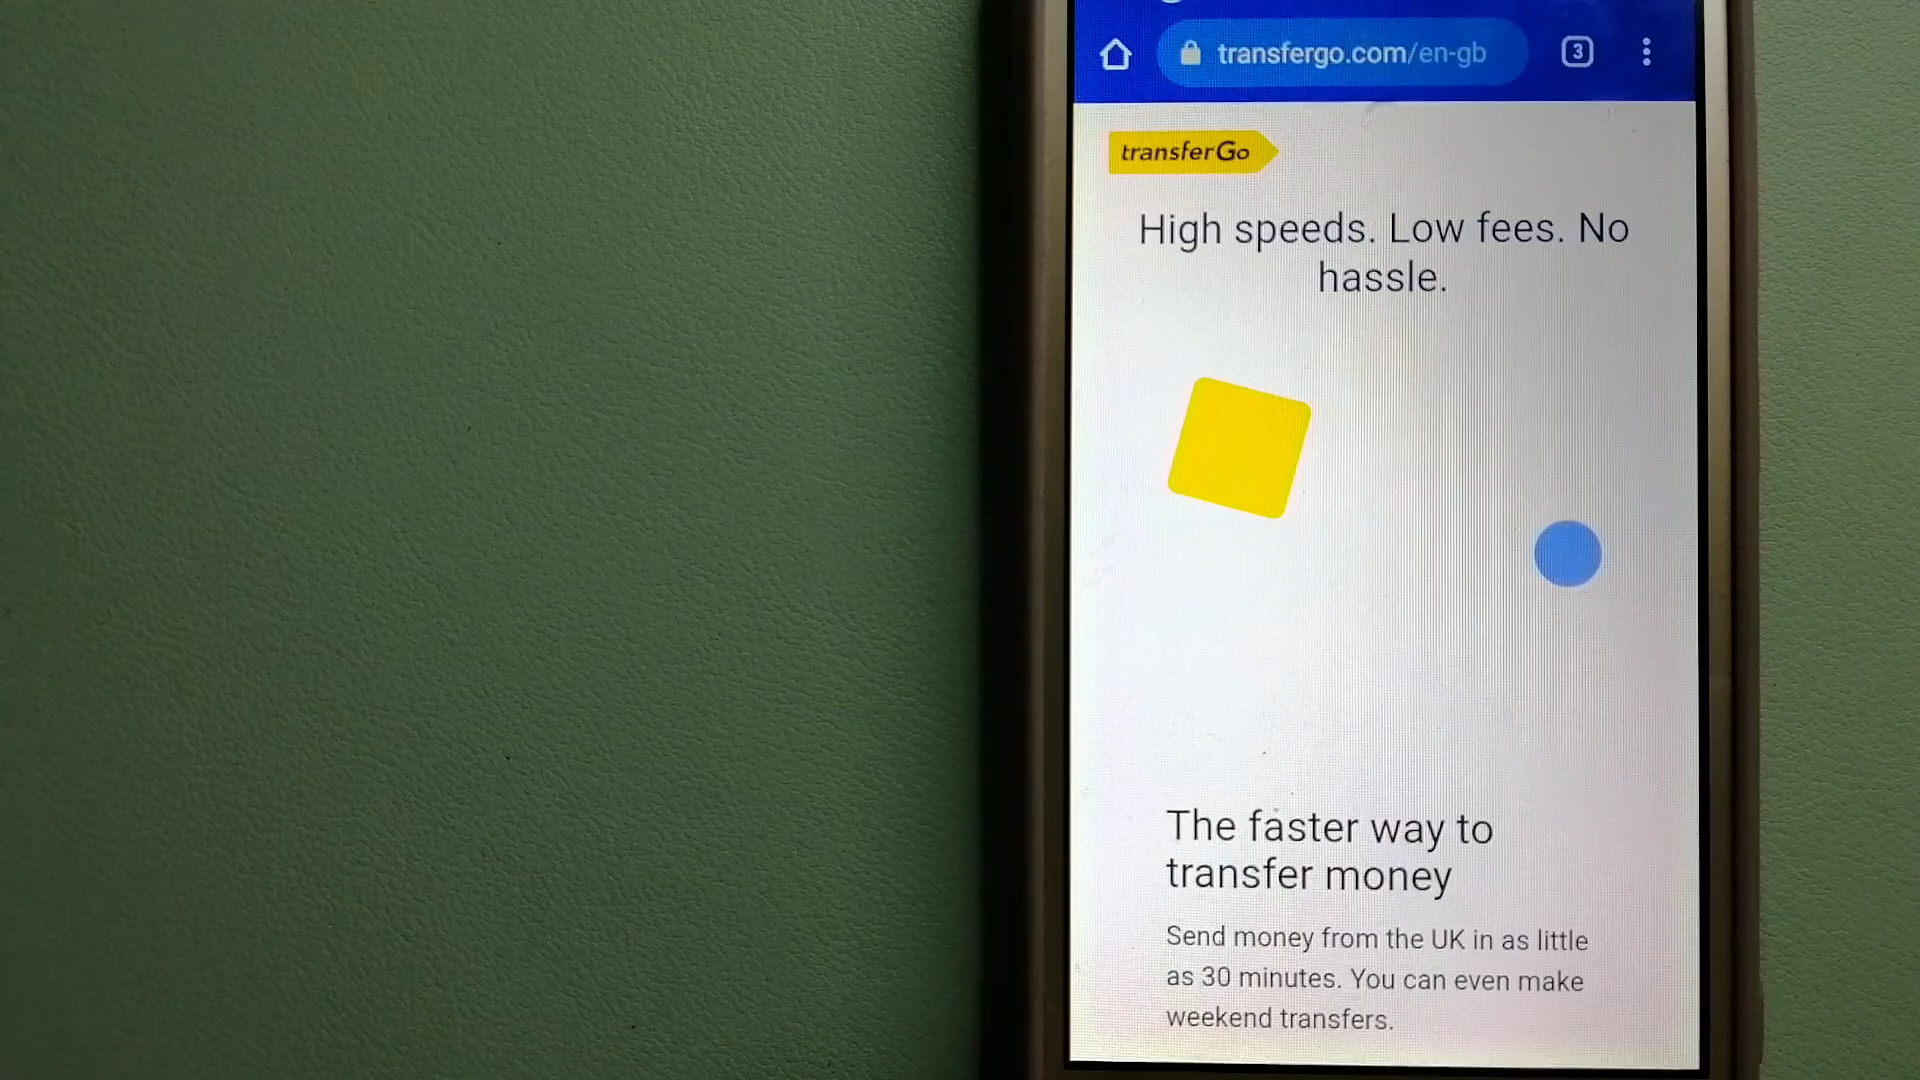 transfergo.com/en-gb
3
transferGo
High speeds. Low fees. No
hassle.
The faster way to
transfer money
Send money from the UK in as little
as 30 minutes. You can even make
weekend transfers.